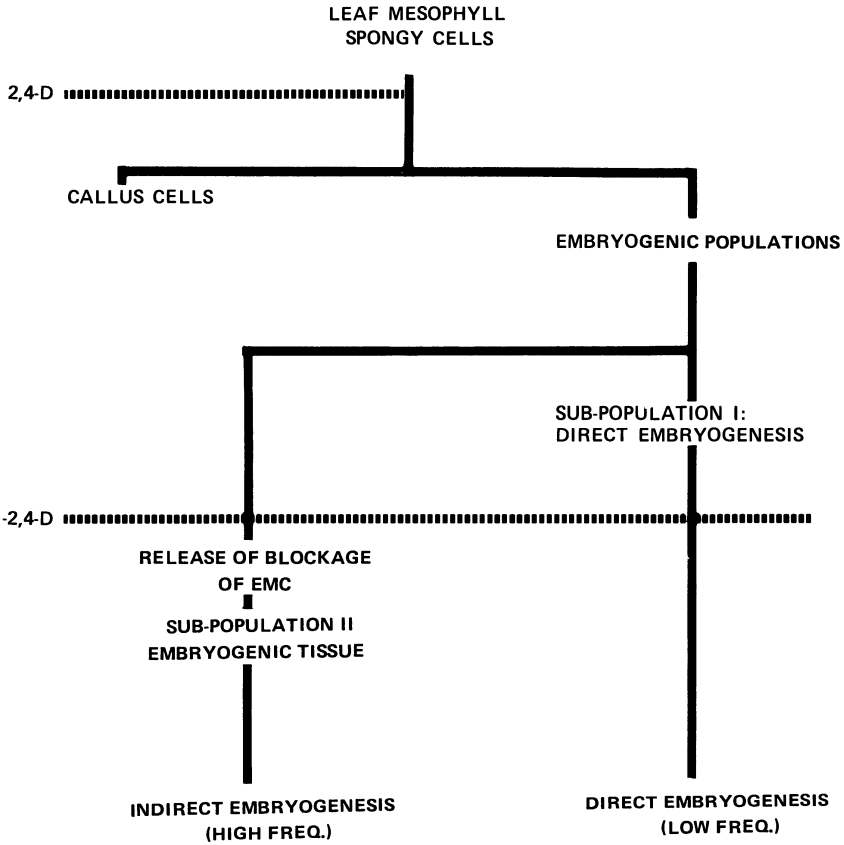 LEAF MESOPHYLL
SPONGY CELLS
2,4-D
CALLUS CELLS
EMBRYOGENIC POPULATIONS
SUB-POPULATION I:
DIRECT EMBRYOGENESIS
-2,4-D
RELEASE OF BLOCKAGE
OF EMC
SUB-POPULATION II
EMBRYOGENIC TISSUE
INDIRECT EMBRYOGENESIS
(HIGH FREQ.)
DIRECT EMBRYOGENESIS
(LOW FREQ.)